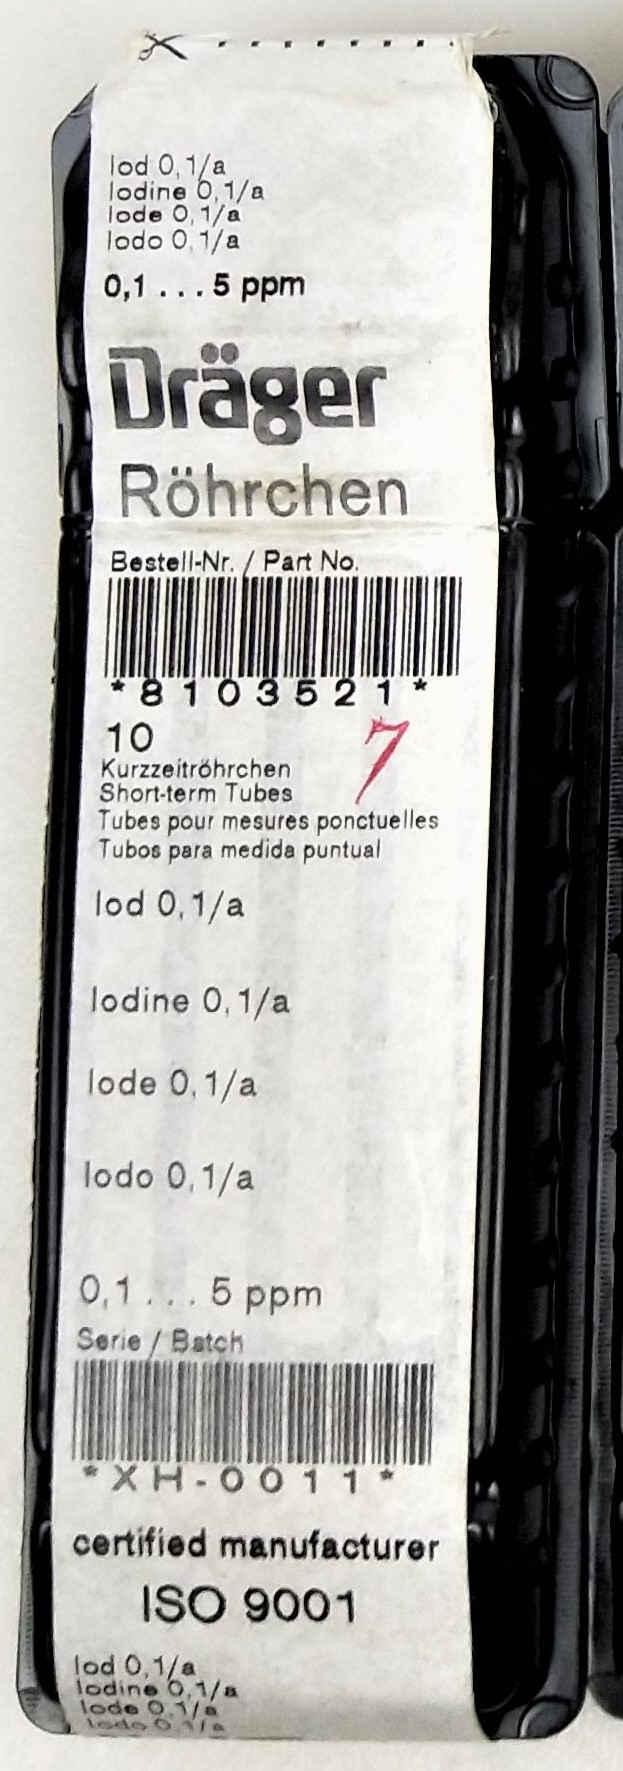 Iod 0,1/a
Iodine 0,1/a
Iode 0,1/a
Iodo 0,1/a
0,1 . . . 5 ppm
Dräger
Röhrchen
Bestell-Nr. / Part No.
*8103521*
10
7
Kurzzeitröhrchen
Short-term Tubes
Tubes pour mesures ponctuelles
Tubos para medida puntual
Iod 0,1/a
Iodine 0,1/a
Iode 0,1/a
Iodo 0,1/a
0,1 . . . 5 ppm
Serie / Batch
*XH-0011*
certified manufacturer
ISO 9001
Iod 0,1/a
Iodine 0,1/a
Iode 0,1/a
Iodo 0,1/a